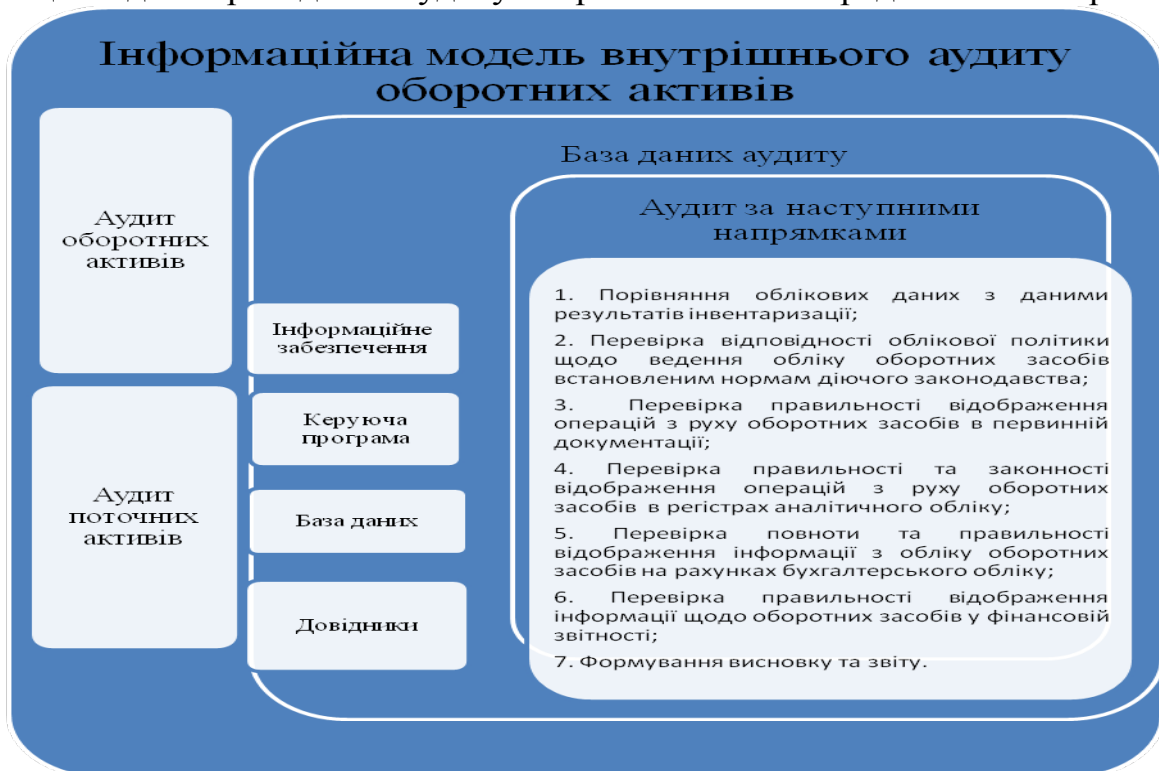 Інформаційна модель внутрішнього аудиту
оборотних активів
Аудит
оборотних
активів
Аудит
поточних
активів
База даних аудиту
Інформаційне
забезпечення
Керуюча
програма
База даних
Довідники
Аудит за наступними
напрямками
1. Порівняння облікових даних з даними
результатів інвентаризації;
2. Перевірка відповідності облікової політики
щодо ведення обліку оборотних засобів
встановленим нормам діючого законодавства;
3. Перевірка правильності відображення
операцій з руху оборотних засобів в первинній
документації;
4. Перевірка правильності та законності
відображення операцій з руху оборотних
засобів в регістрах аналітичного обліку;
5. Перевірка повноти та правильності
відображення інформації з обліку оборотних
засобів на рахунках бухгалтерського обліку;
6. Перевірка правильності відображення
інформації щодо оборотних засобів у фінансовій
звітності;
7. Формування висновку та звіту.